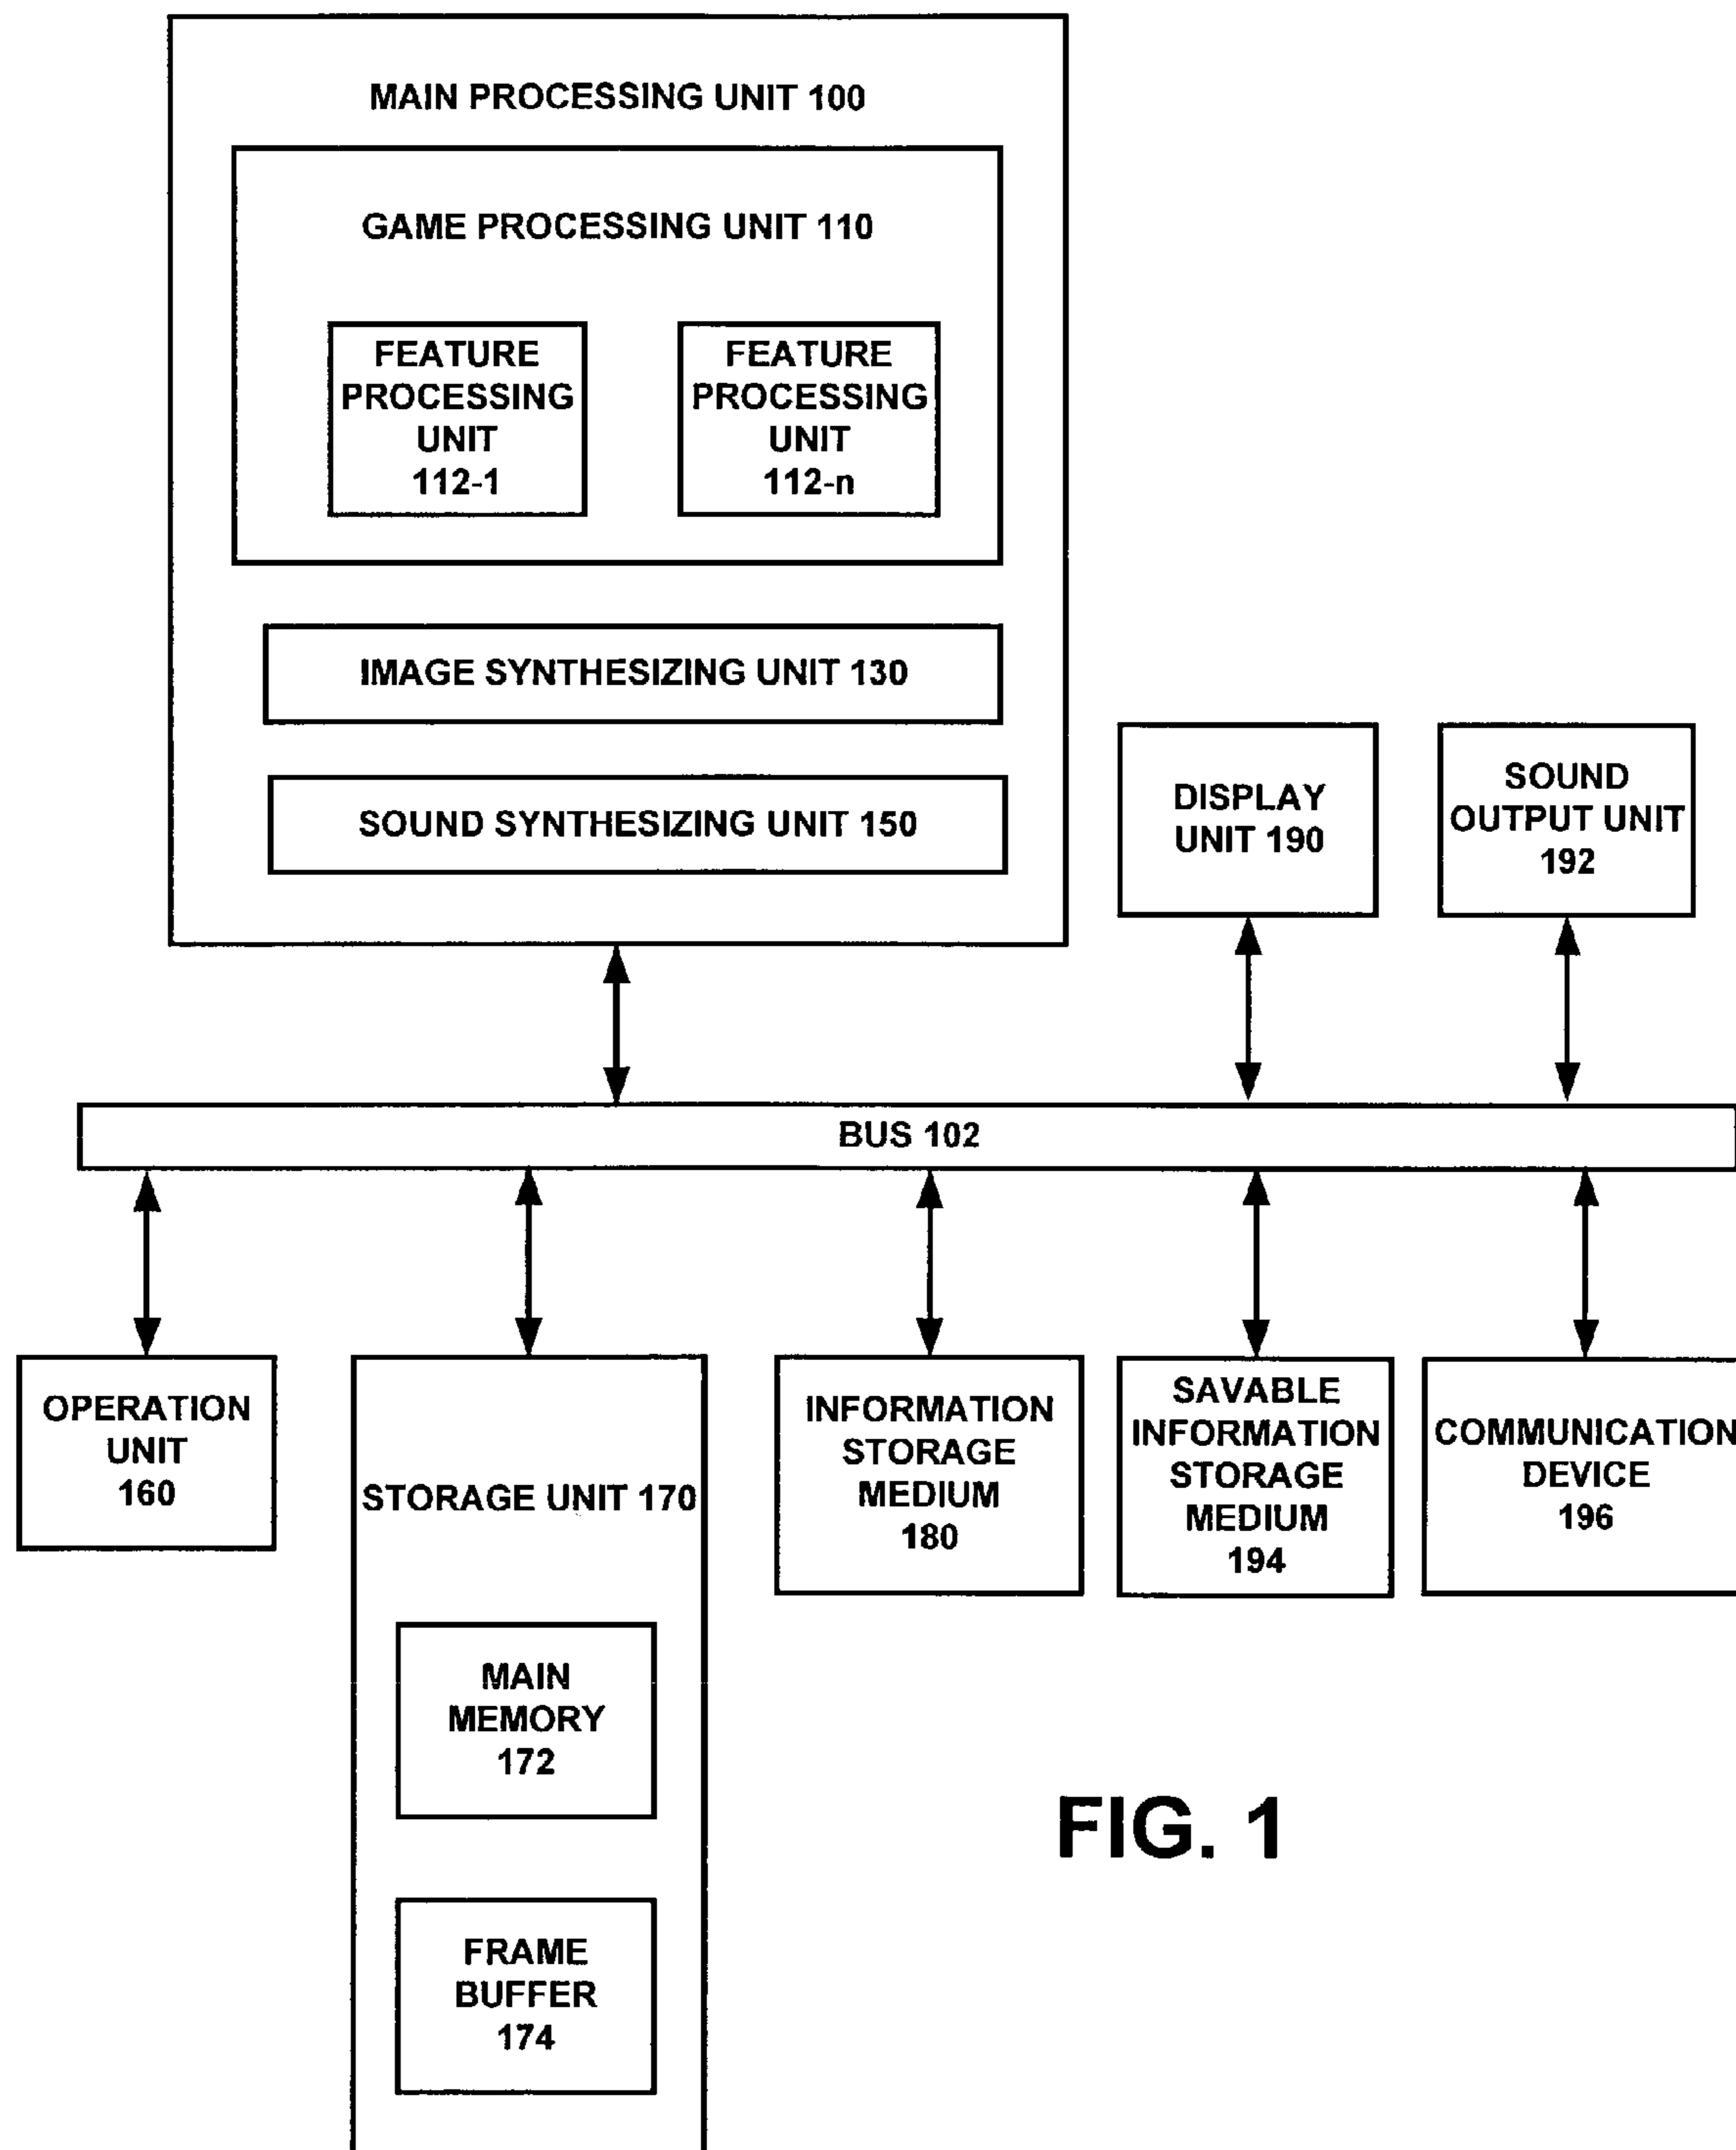 MAIN PROCESSING UNIT 100
GAME PROCESSING UNIT 110
FEATURE
PROCESSING
UNIT
112-1
FEATURE
PROCESSING
UNIT
112-n
IMAGE SYNTHESIZING UNIT 130
SOUND SYNTHESIZING UNIT 150
DISPLAY
UNIT 190
SOUND
OUTPUT UNIT
192
BUS 102
OPERATION
UNIT
160
STORAGE UNIT 170
MAIN
MEMORY
172
FRAME
BUFFER
174
INFORMATION
STORAGE
MEDIUM
180
SAVABLE
INFORMATION
STORAGE
MEDIUM
194
COMMUNICATION
DEVICE
196
FIG. 1